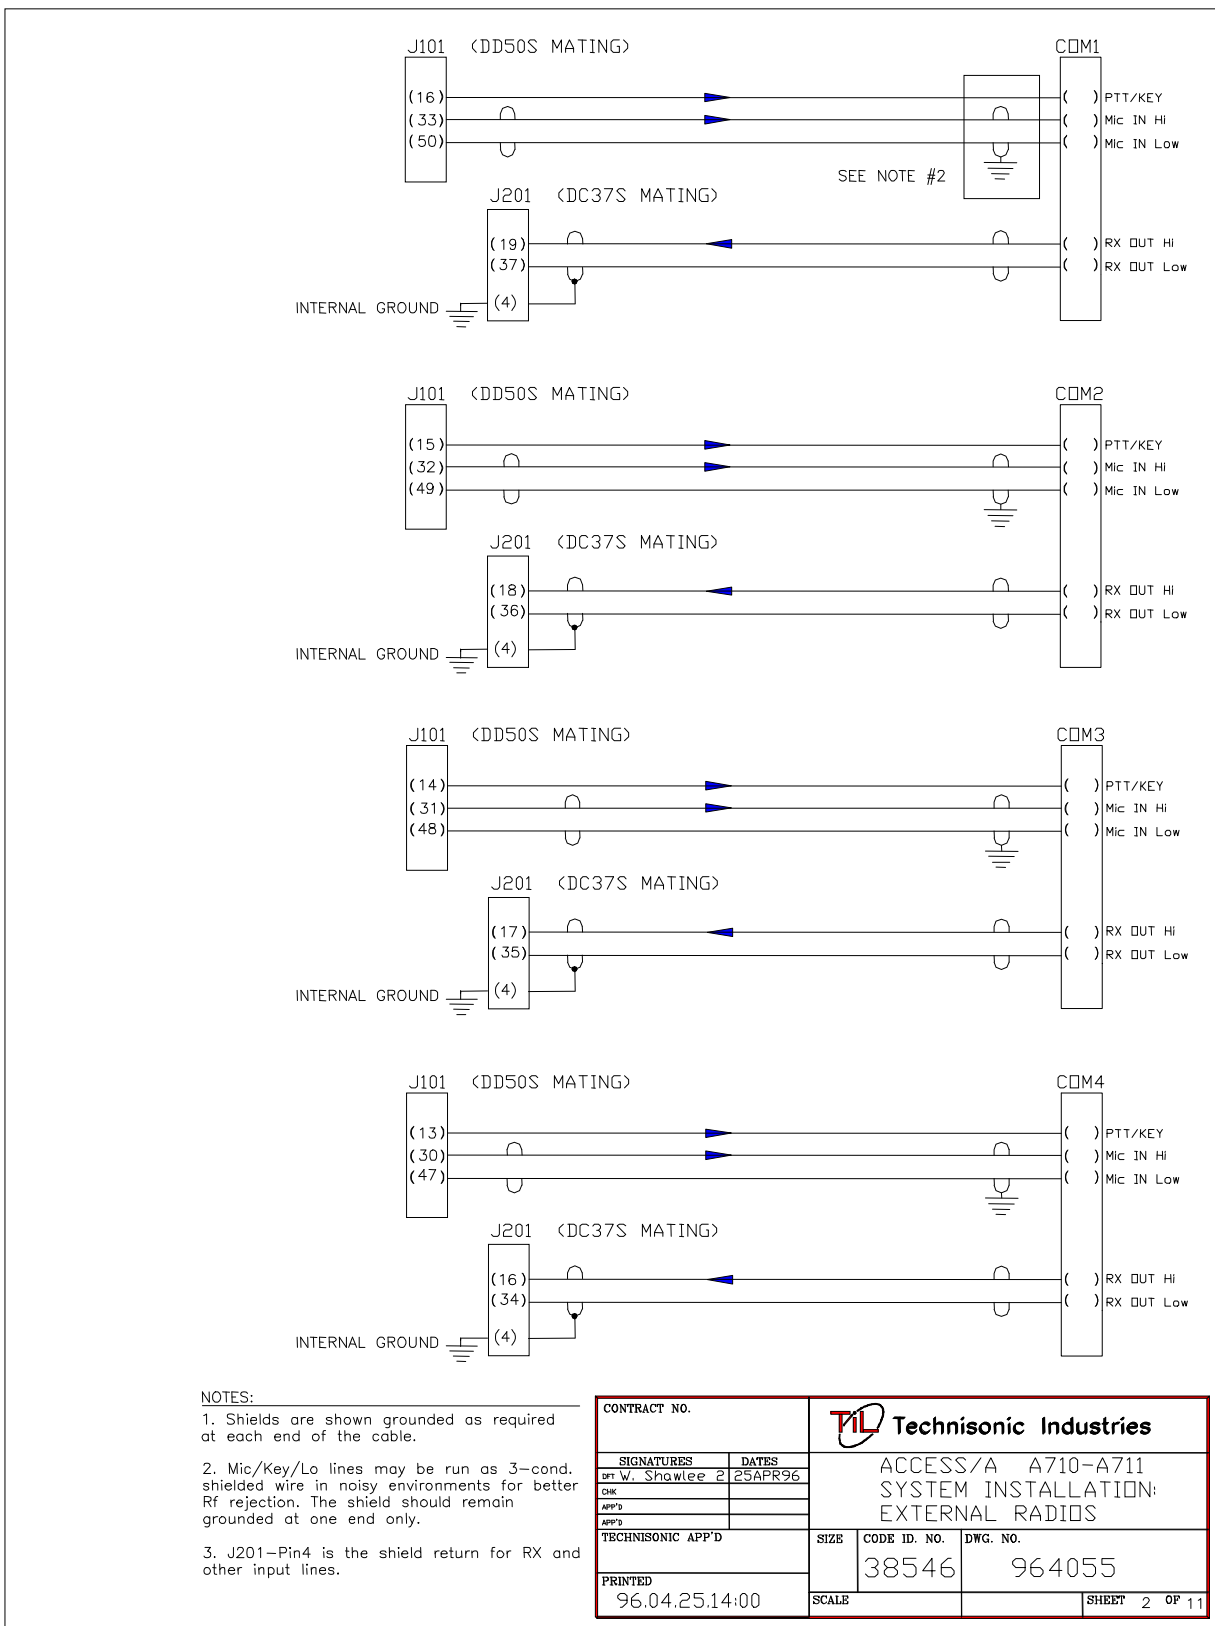 J101 (DD50S MATING) COM1
(16) ( ) PTT/KEY
(33) ( ) Mic IN Hi
(50) ( ) Mic IN Low
SEE NOTE #2
J201 (DC37S MATING)
(19) ( ) RX OUT Hi
(37) ( ) RX OUT Low
INTERNAL GROUND (4)
J101 (DD50S MATING) COM2
(15) ( ) PTT/KEY
(32) ( ) Mic IN Hi
(49) ( ) Mic IN Low
J201 (DC37S MATING)
(18) ( ) RX OUT Hi
(36) ( ) RX OUT Low
INTERNAL GROUND (4)
J101 (DD50S MATING) COM3
(14) ( ) PTT/KEY
(31) ( ) Mic IN Hi
(48) ( ) Mic IN Low
J201 (DC37S MATING)
(17) ( ) RX OUT Hi
(35) ( ) RX OUT Low
INTERNAL GROUND (4)
J101 (DD50S MATING) COM4
(13) ( ) PTT/KEY
(30) ( ) Mic IN Hi
(47) ( ) Mic IN Low
J201 (DC37S MATING)
(16) ( ) RX OUT Hi
(34) ( ) RX OUT Low
INTERNAL GROUND (4)
NOTES:
1. Shields are shown grounded as required
at each end of the cable.
2. Mic/Key/Lo lines may be run as 3-cond.
shielded wire in noisy environments for better
Rf rejection. The shield should remain
grounded at one end only.
3. J201-Pin4 is the shield return for RX and
other input lines.
CONTRACT NO.
TiL Technisonic Industries
SIGNATURES DATES
DFT W. Shawlee 2 25APR96
CHK
APP'D
APP'D
ACCESS/A A710-A711
SYSTEM INSTALLATION:
EXTERNAL RADIOS
TECHNISONIC APP'D
SIZE CODE ID. NO. DWG. NO.
38546 964055
PRINTED
96.04.25.14:00
SCALE SHEET 2 OF 11